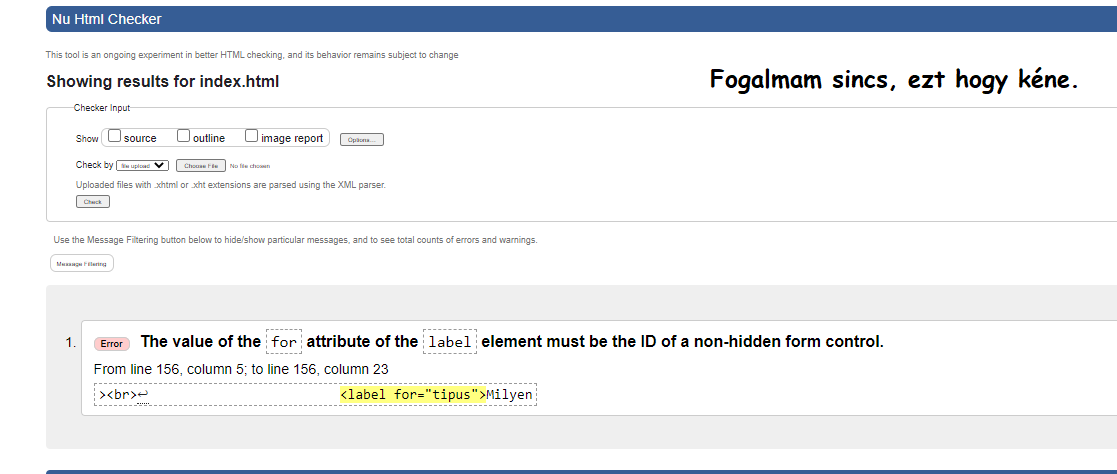 Nu Html Checker
This tool is an ongoing experiment in better HTML checking, and its behavior remains subject to change
Showing results for index.html
Fogalmam sincs, ezt hogy kéne.
Checker Input
Show source outline image report Options...
Check by file upload Choose File No file chosen
Uploaded files with .xhtml or .xht extensions are parsed using the XML parser.
Check
Use the Message Filtering button below to hide/show particular messages, and to see total counts of errors and warnings.
Message Filtering
1. Error The value of the for attribute of the label element must be the ID of a non-hidden form control.
From line 156, column 5; to line 156, column 23
><br>↩ <label for="tipus">Milyen